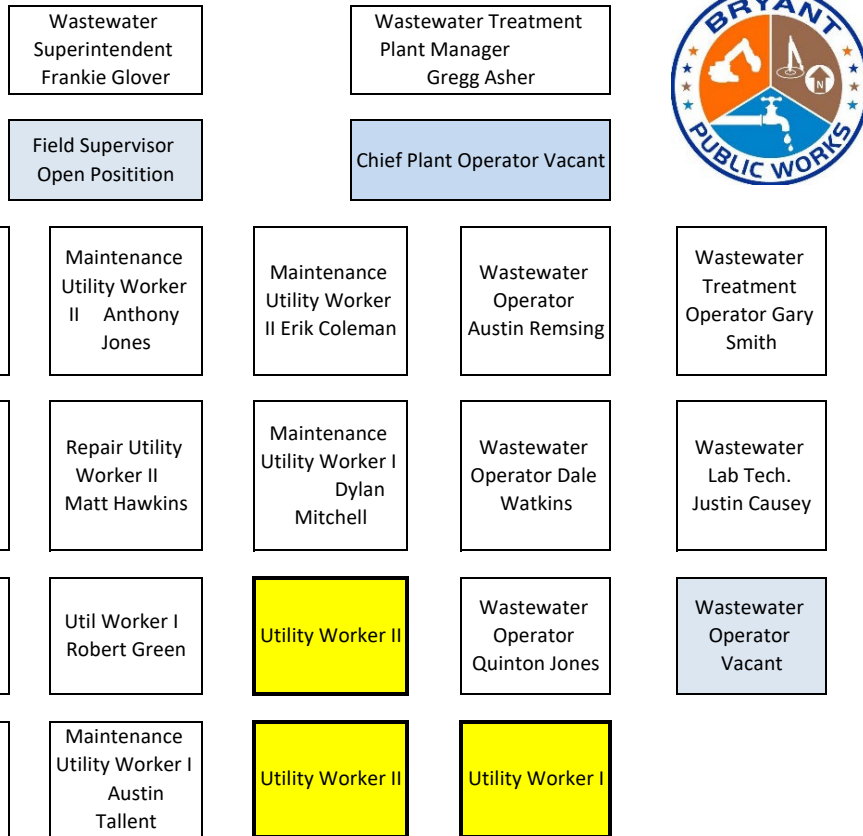 Wastewater
Superintendent
Frankie Glover
Wastewater Treatment
Plant Manager
Gregg Asher
BRYANT
N
PUBLIC WORKS
Field Supervisor
Open Positition
Chief Plant Operator Vacant
Maintenance
Utility Worker
II Anthony
Jones
Maintenance
Utility Worker
II Erik Coleman
Wastewater
Operator
Austin Remsing
Wastewater
Treatment
Operator Gary
Smith
Repair Utility
Worker II
Matt Hawkins
Maintenance
Utility Worker I
Dylan
Mitchell
Wastewater
Operator Dale
Watkins
Wastewater
Lab Tech.
Justin Causey
Util Worker I
Robert Green
Utility Worker II
Wastewater
Operator
Quinton Jones
Wastewater
Operator
Vacant
Maintenance
Utility Worker I
Austin
Tallent
Utility Worker II
Utility Worker I